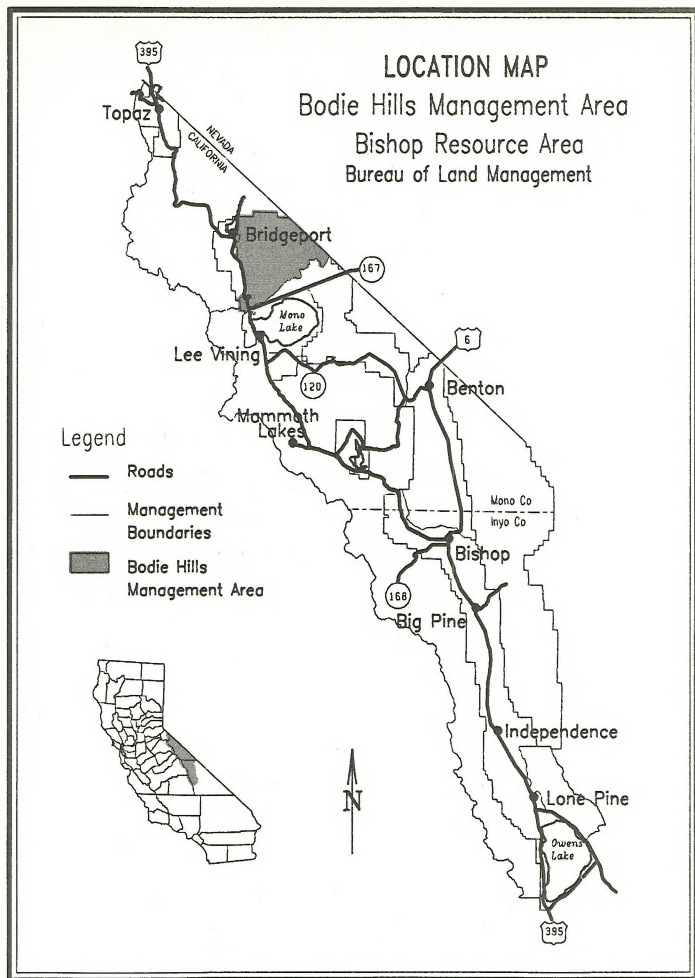 LOCATION MAP
Bodie Hills Management Area
Bishop Resource Area
Bureau of Land Management
395
Topaz
NEVADA
CALIFORNIA
Bridgeport
167
Mono
Lake
Lee Vining
6
120
Benton
Mammoth
Lakes
Legend
Roads
Management
Boundaries
Bodie Hills
Management Area
Mono Co
Inyo Co
Bishop
168
Big Pine
Independence
N
Lone Pine
Owens
Lake
395